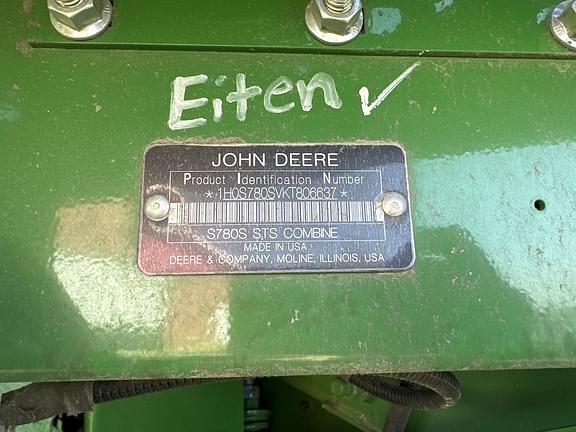 Eiten ✓
JOHN DEERE
Product Identification Number
*1H0S780SVKT806637*
S780S STS COMBINE
MADE IN USA
DEERE & COMPANY, MOLINE, ILLINOIS, USA